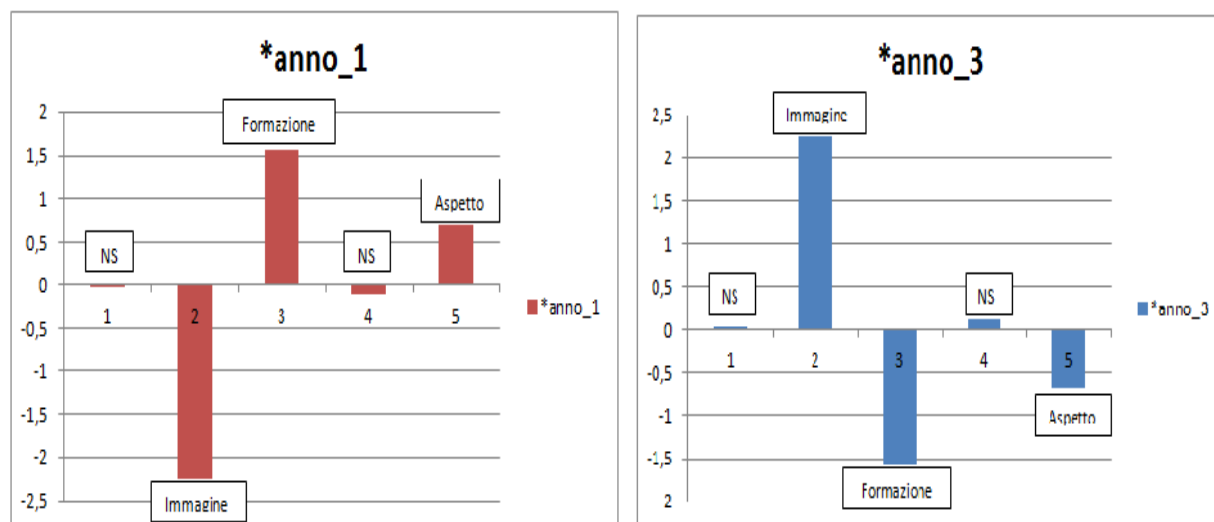 *anno_1
2
1,5
1
0,5
0
-0,5
-1
-1,5
-2
-2,5
Formazione
Aspetto
NS
NS
1
2
3
4
5
Immagine
*anno_1
*anno_3
2,5
2
1,5
1
0,5
0
-0,5
-1
-1,5
2
Immagine
NS
NS
1
2
3
4
5
Aspetto
Formazione
*anno_3